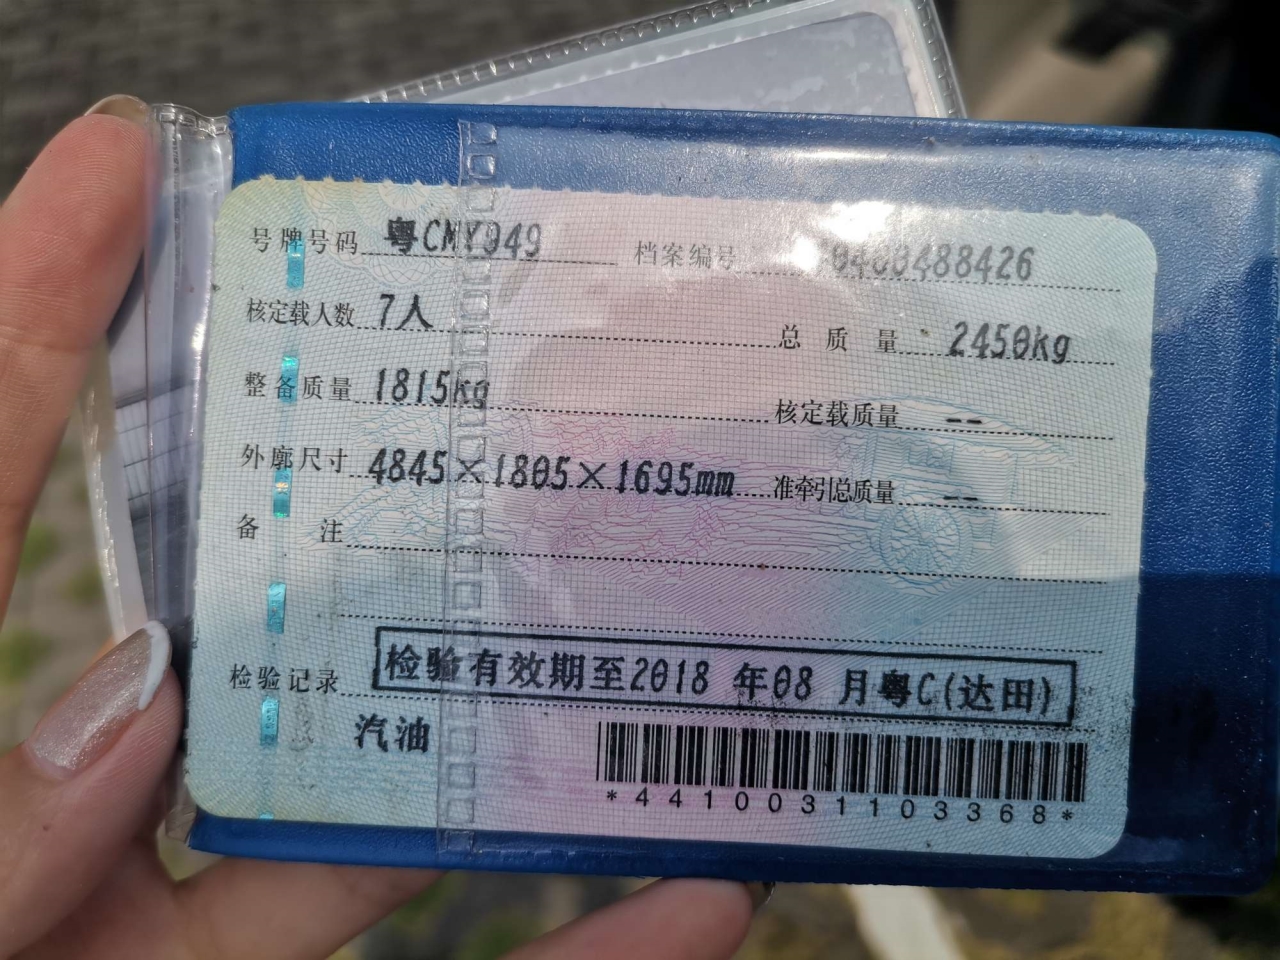 号牌号码 粤CMY949 档案编号 0400488426
核定载人数 7人 总质量 2450kg
整备质量 1815kg 核定载质量 --
外廓尺寸 4845×1805×1695mm 准牵引总质量 --
备注
检验记录 检验有效期至2018年08月粤C(达田)
汽油
*4410031103368*